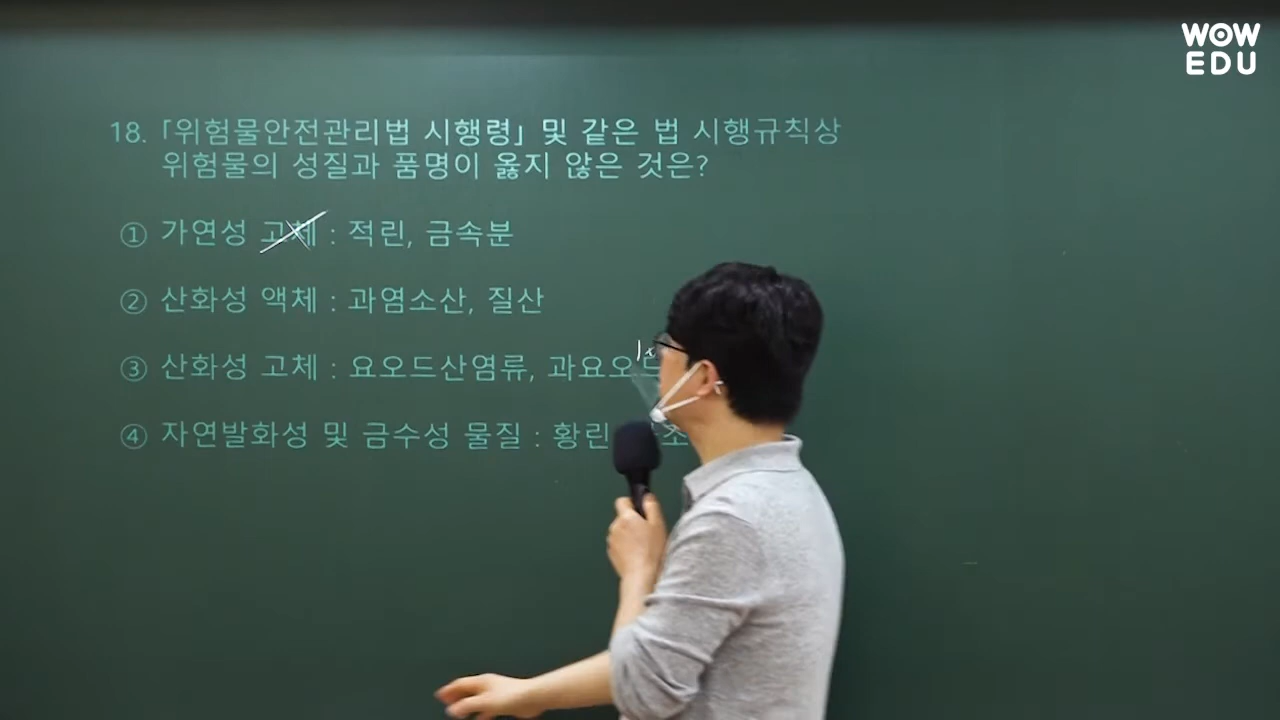 WOW
EDU
18. 「위험물안전관리법 시행령」 및 같은 법 시행규칙상
위험물의 성질과 품명이 옳지 않은 것은?
① 가연성 고체 : 적린, 금속분
② 산화성 액체 : 과염소산, 질산
③ 산화성 고체 : 요오드산염류,
④ 자연발화성 및 금수성 물질 : 황린